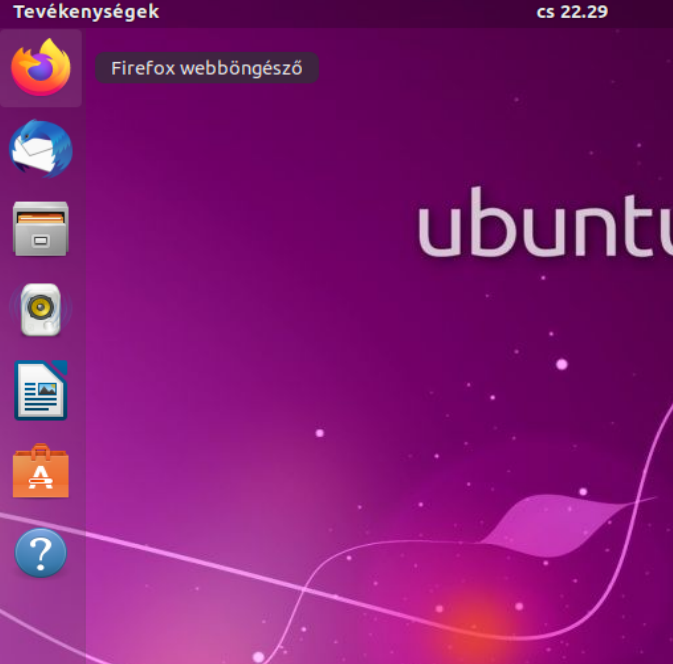 Tevékenységek
cs 22.29
Firefox webböngésző
ubuntu